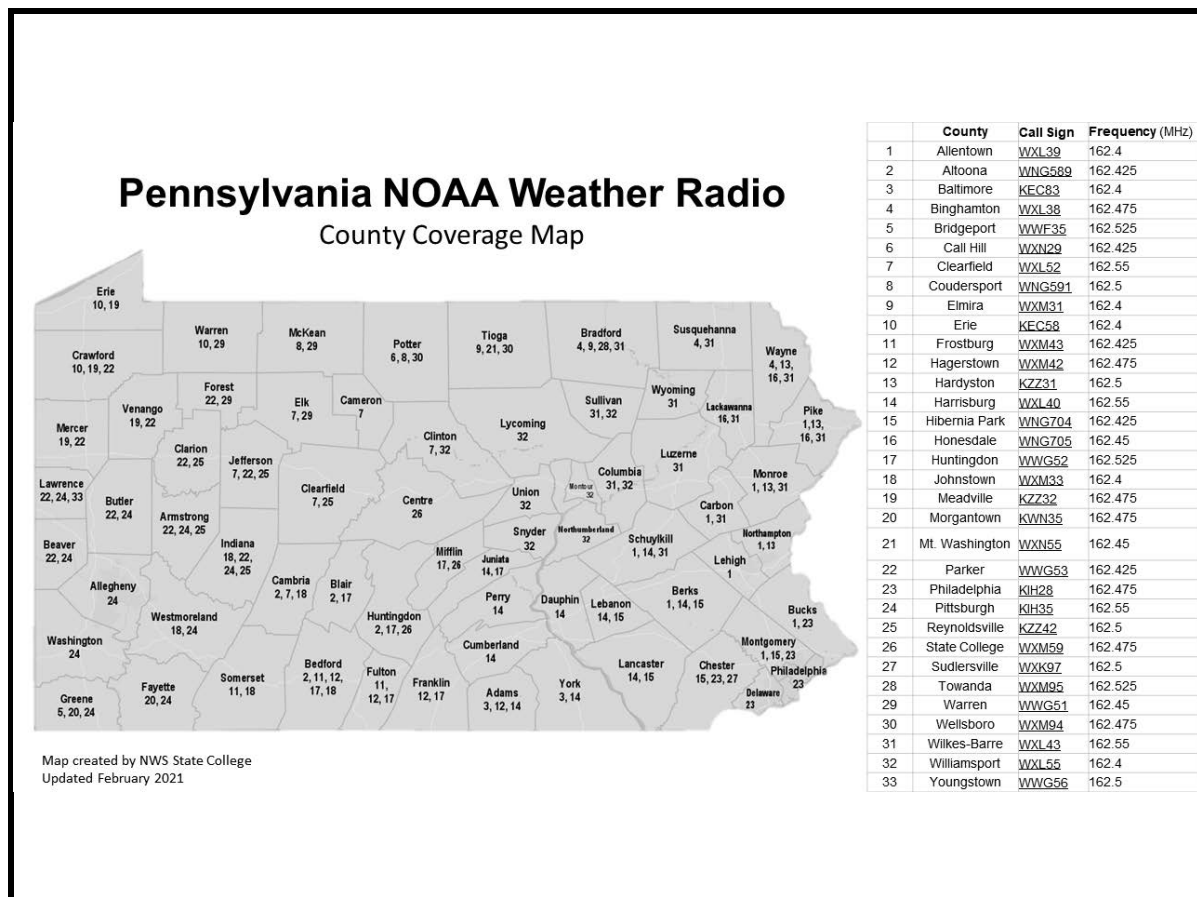 Pennsylvania NOAA Weather Radio
County Coverage Map
Erie
10, 19
Warren
10, 29
McKean
8, 29
Potter
6, 8, 30
Tioga
9, 21, 30
Bradford
4, 9, 28, 31
Susquehanna
4, 31
Wayne
4, 13,
16, 31
Crawford
10, 19, 22
Forest
22, 29
Venango
19, 22
Elk
7, 29
Cameron
7
Sullivan
31, 32
Wyoming
31
Lackawanna
16, 31
Pike
1,13,
16, 31
Mercer
19, 22
Clarion
22, 25
Jefferson
7, 22, 25
Clinton
7, 32
Lycoming
32
Luzerne
31
Monroe
1, 13, 31
Lawrence
22, 24, 33
Butler
22, 24
Armstrong
22, 24, 25
Clearfield
7, 25
Centre
26
Union
32
Montour
32
Columbia
31, 32
Carbon
1, 31
Northampton
1, 13
Beaver
22, 24
Indiana
18, 22,
24, 25
Snyder
32
Northumberland
32
Schuylkill
1, 14, 31
Lehigh
1
Allegheny
24
Cambria
2, 7, 18
Blair
2, 17
Mifflin
17, 26
Juniata
14, 17
Perry
14
Dauphin
14
Lebanon
14, 15
Berks
1, 14, 15
Bucks
1, 23
Westmoreland
18, 24
Huntingdon
2, 17, 26
Cumberland
14
Montgomery
1, 15, 23
Washington
24
Philadelphia
23
Greene
5, 20, 24
Fayette
20, 24
Somerset
11, 18
Bedford
2, 11, 12,
17, 18
Fulton
11,
12, 17
Franklin
12, 17
Adams
3, 12, 14
York
3, 14
Lancaster
14, 15
Chester
15, 23, 27
Delaware
23
Map created by NWS State College
Updated February 2021
County Call Sign Frequency (MHz)
1 Allentown WXL39 162.4
2 Altoona WNG589 162.425
3 Baltimore KEC83 162.4
4 Binghamton WXL38 162.475
5 Bridgeport WWF35 162.525
6 Call Hill WXN29 162.425
7 Clearfield WXL52 162.55
8 Coudersport WNG591 162.5
9 Elmira WXM31 162.4
10 Erie KEC58 162.4
11 Frostburg WXM43 162.425
12 Hagerstown WXM42 162.475
13 Hardyston KZZ31 162.5
14 Harrisburg WXL40 162.55
15 Hibernia Park WNG704 162.425
16 Honesdale WNG705 162.45
17 Huntingdon WWG52 162.525
18 Johnstown WXM33 162.4
19 Meadville KZZ32 162.475
20 Morgantown KWN35 162.475
21 Mt. Washington WXN55 162.45
22 Parker WWG53 162.425
23 Philadelphia KIH28 162.475
24 Pittsburgh KIH35 162.55
25 Reynoldsville KZZ42 162.5
26 State College WXM59 162.475
27 Sudlersville WXK97 162.5
28 Towanda WXM95 162.525
29 Warren WWG51 162.45
30 Wellsboro WXM94 162.475
31 Wilkes-Barre WXL43 162.55
32 Williamsport WXL55 162.4
33 Youngstown WWG56 162.5